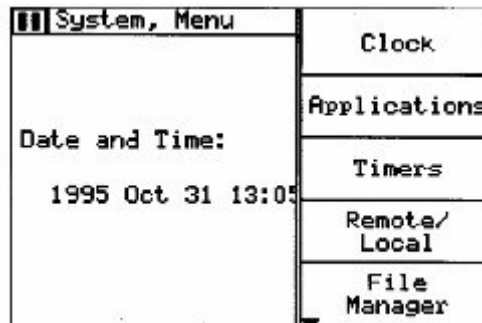 System, Menu
Date and Time:
1995 Oct 31 13:05
Clock
Applications
Timers
Remote/
Local
File
Manager